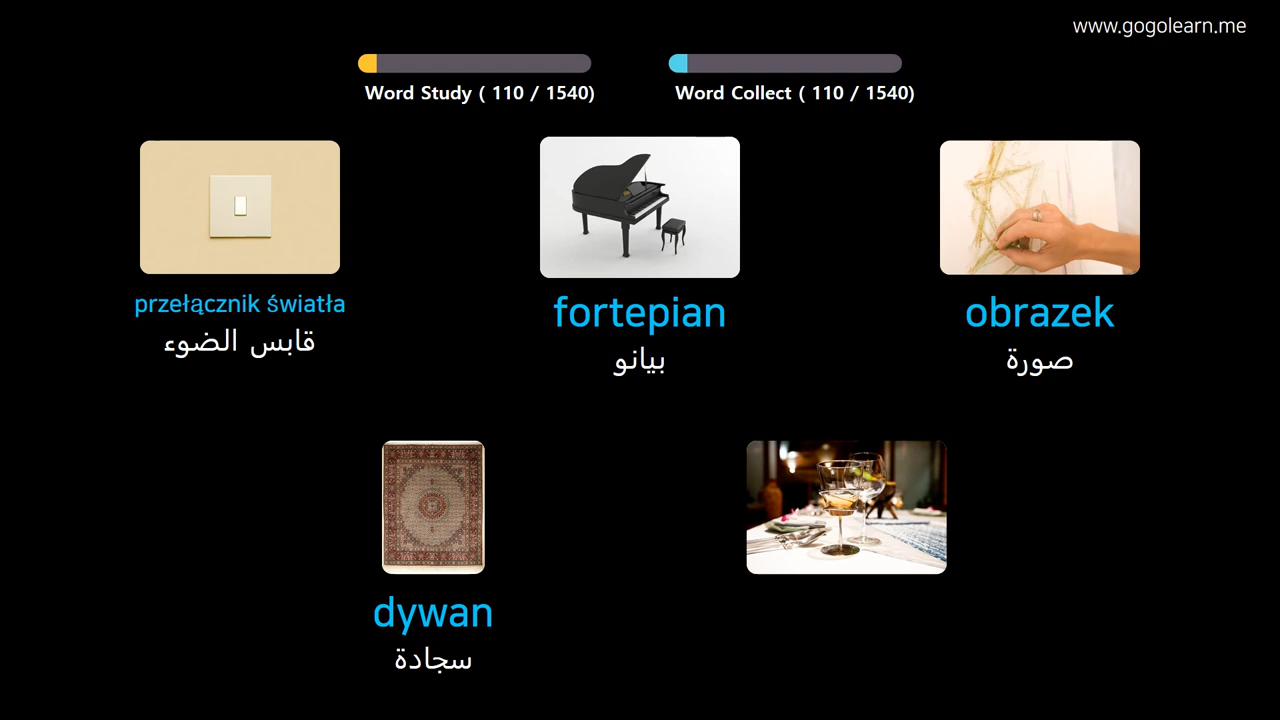 www.gogolearn.me
Word Study ( 110 / 1540)
Word Collect ( 110 / 1540)
przełącznik światła
قابس الضوء
fortepian
بيانو
obrazek
صورة
dywan
سجادة